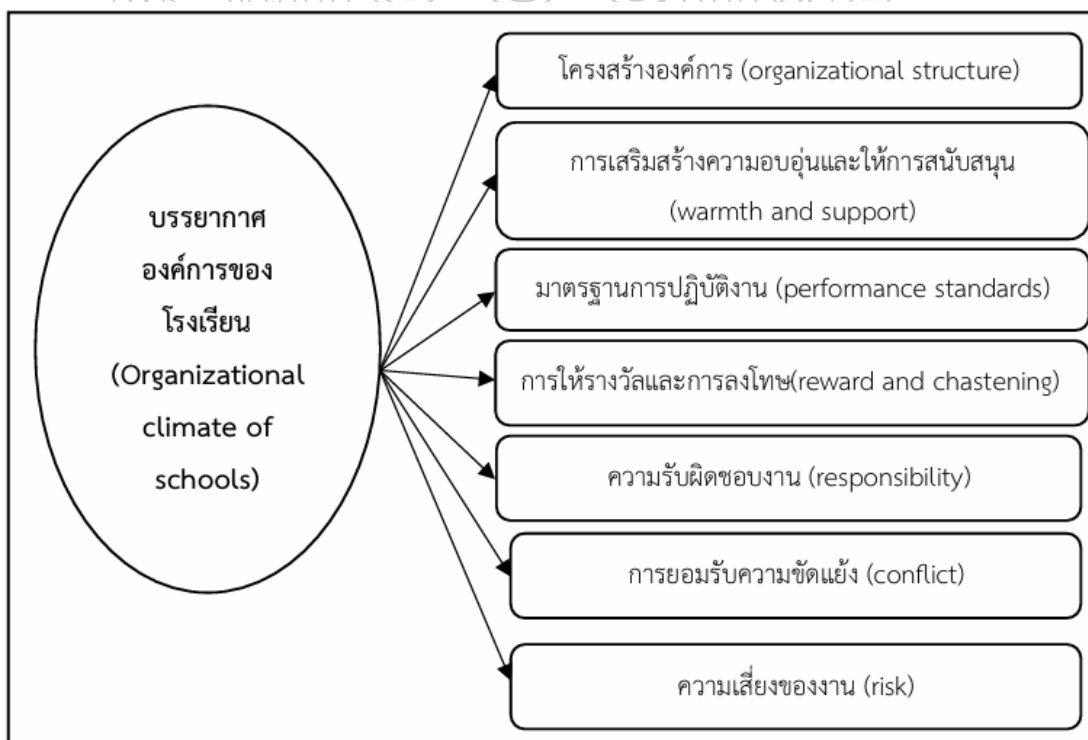 บรรยากาศ
องค์การของ
โรงเรียน
(Organizational
climate of
schools)
โครงสร้างองค์การ (organizational structure)
การเสริมสร้างความอบอุ่นและให้การสนับสนุน
(warmth and support)
มาตรฐานการปฏิบัติงาน (performance standards)
การให้รางวัลและการลงโทษ(reward and chastening)
ความรับผิดชอบงาน (responsibility)
การยอมรับความขัดแย้ง (conflict)
ความเสี่ยงของงาน (risk)